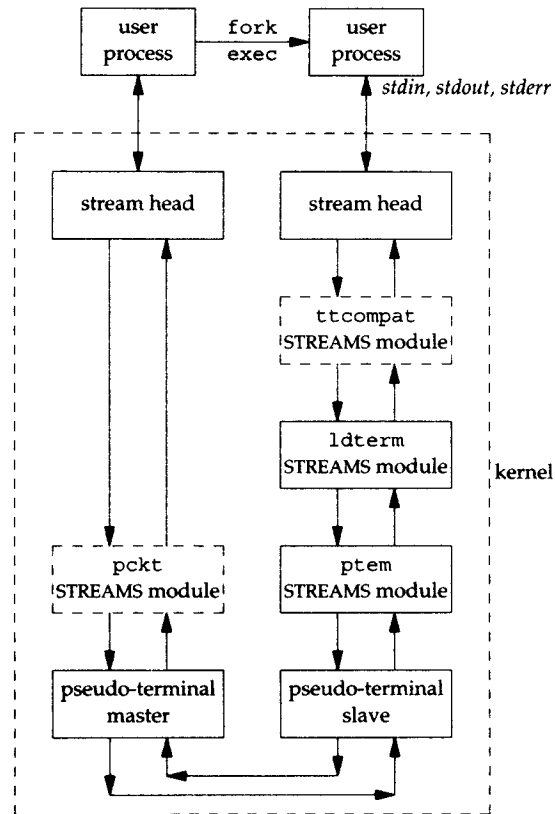 user
process
fork
exec
user
process
stdin, stdout, stderr
stream head
stream head
ttcompat
STREAMS module
ldterm
STREAMS module
kernel
pckt
STREAMS module
ptem
STREAMS module
pseudo-terminal
master
pseudo-terminal
slave